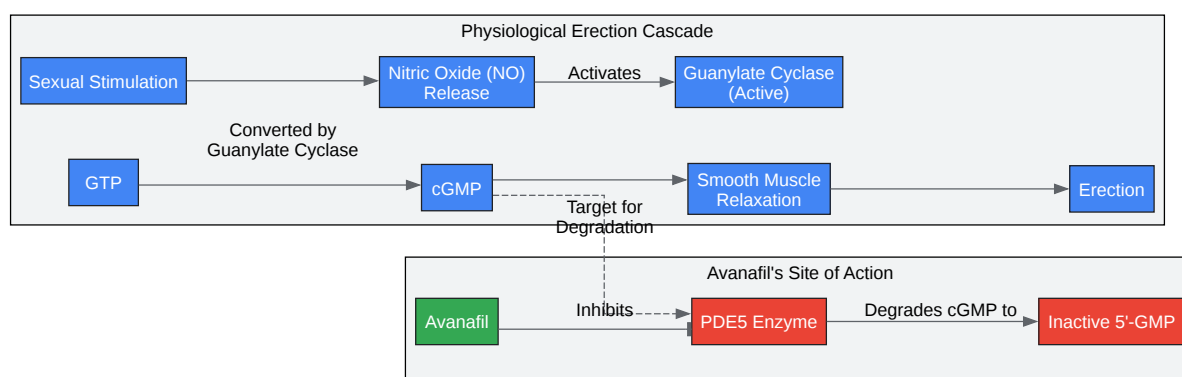 Physiological Erection Cascade
Sexual Stimulation
Nitric Oxide (NO)
Release
Activates
Guanylate Cyclase
(Active)
Converted by
Guanylate Cyclase
GTP
cGMP
Smooth Muscle
Relaxation
Erection
Target for
Degradation
Avanafil's Site of Action
Avanafil
Inhibits
PDE5 Enzyme
Degrades cGMP to
Inactive 5'-GMP